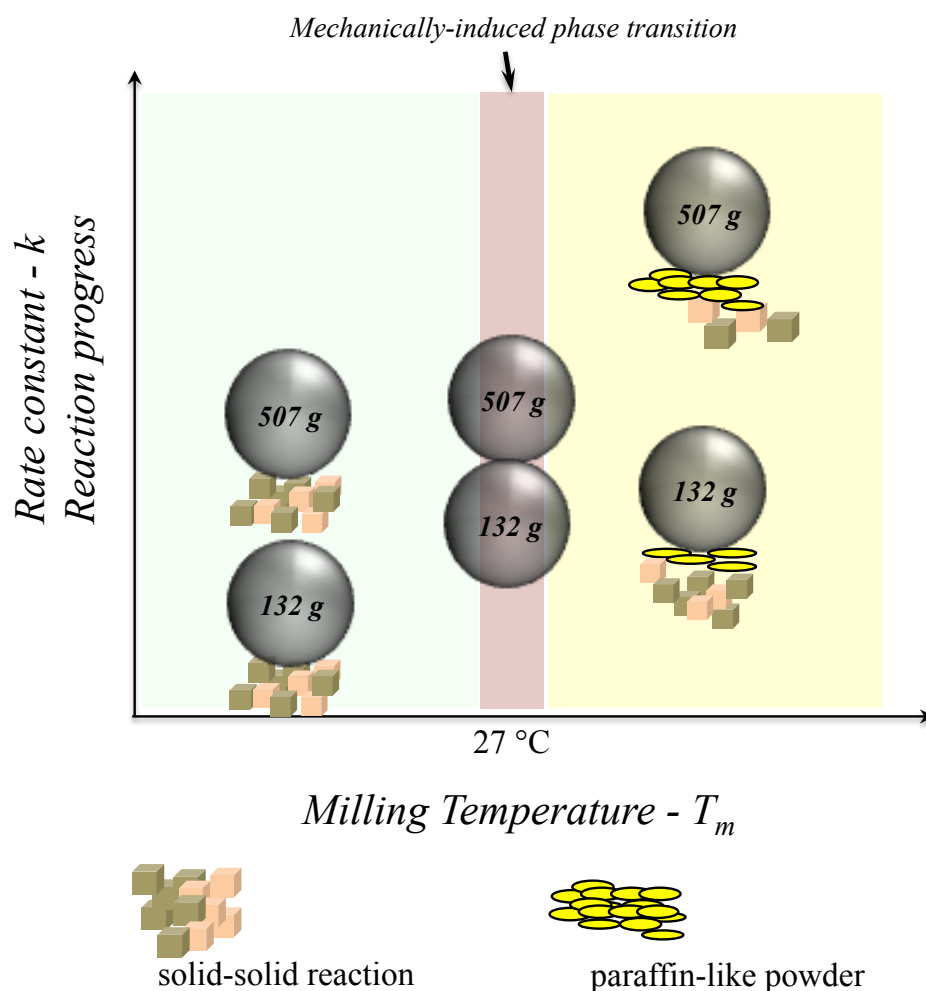 Mechanically-induced phase transition
Rate constant - k
Reaction progress
507 g
507 g
507 g
132 g
132 g
132 g
27 °C
Milling Temperature - Tm
solid-solid reaction
paraffin-like powder